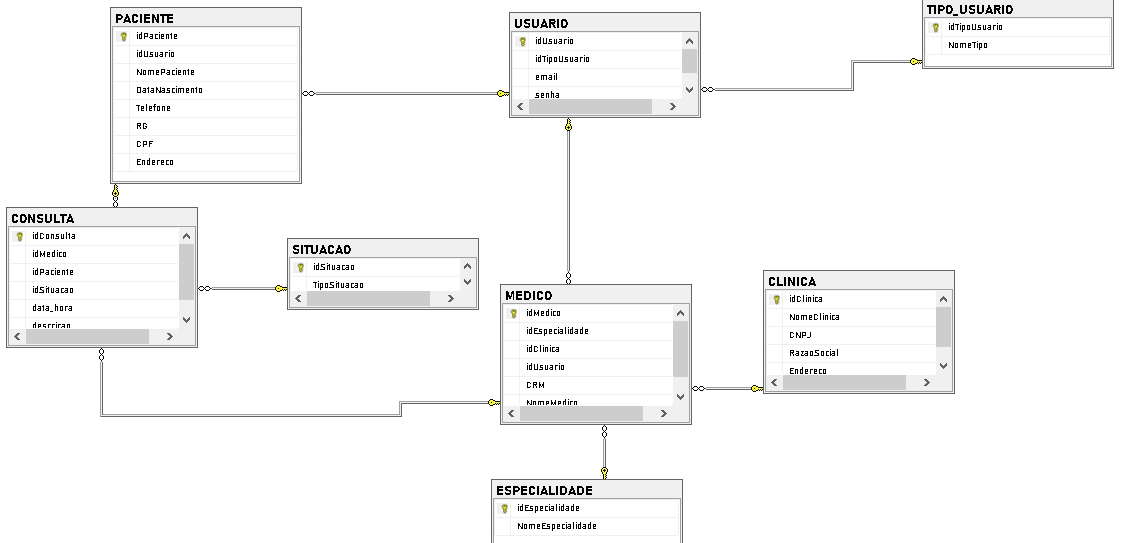 PACIENTE
idPaciente
idUsuario
NomePaciente
DataNascimento
Telefone
RG
CPF
Endereco
USUARIO
idUsuario
idTipoUsuario
email
senha
TIPO_USUARIO
idTipoUsuario
NomeTipo
CONSULTA
idConsulta
idMedico
idPaciente
idSituacao
data_hora
descricao
SITUACAO
idSituacao
TipoSituacao
MEDICO
idMedico
idEspecialidade
idClinica
idUsuario
CRM
NomeMedico
CLINICA
idClinica
NomeClinica
CNPJ
RazaoSocial
Endereco
ESPECIALIDADE
idEspecialidade
NomeEspecialidade